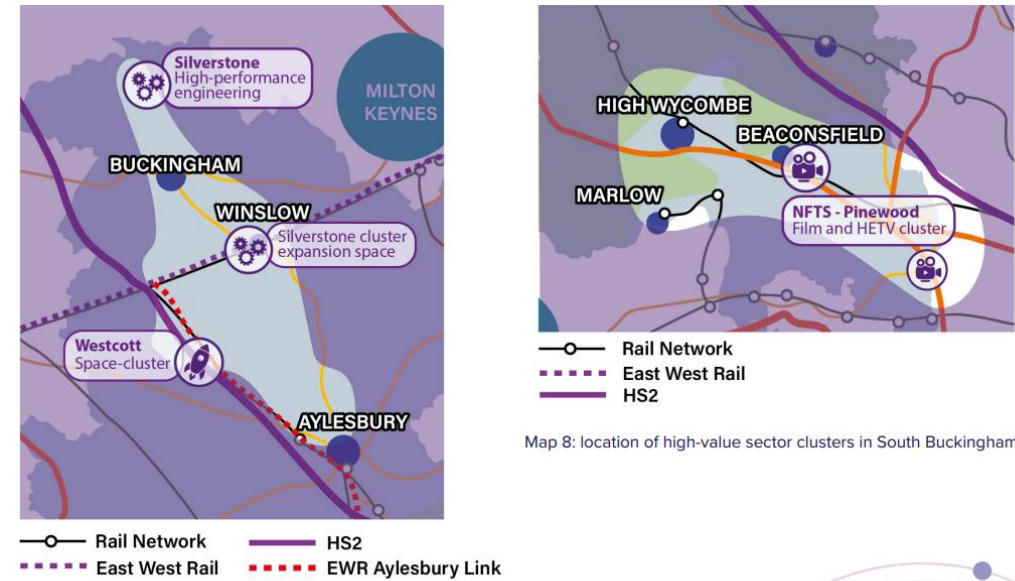 Silverstone
High-performance
engineering
MILTON
KEYNES
BUCKINGHAM
WINSLOW
Silverstone cluster
expansion space
Westcott
Space-cluster
AYLESBURY
Rail Network
HS2
East West Rail
EWR Aylesbury Link
HIGH WYCOMBE
BEACONSFIELD
MARLOW
NFTS - Pinewood
Film and HETV cluster
Rail Network
East West Rail
HS2
Map 8: location of high-value sector clusters in South Buckingham